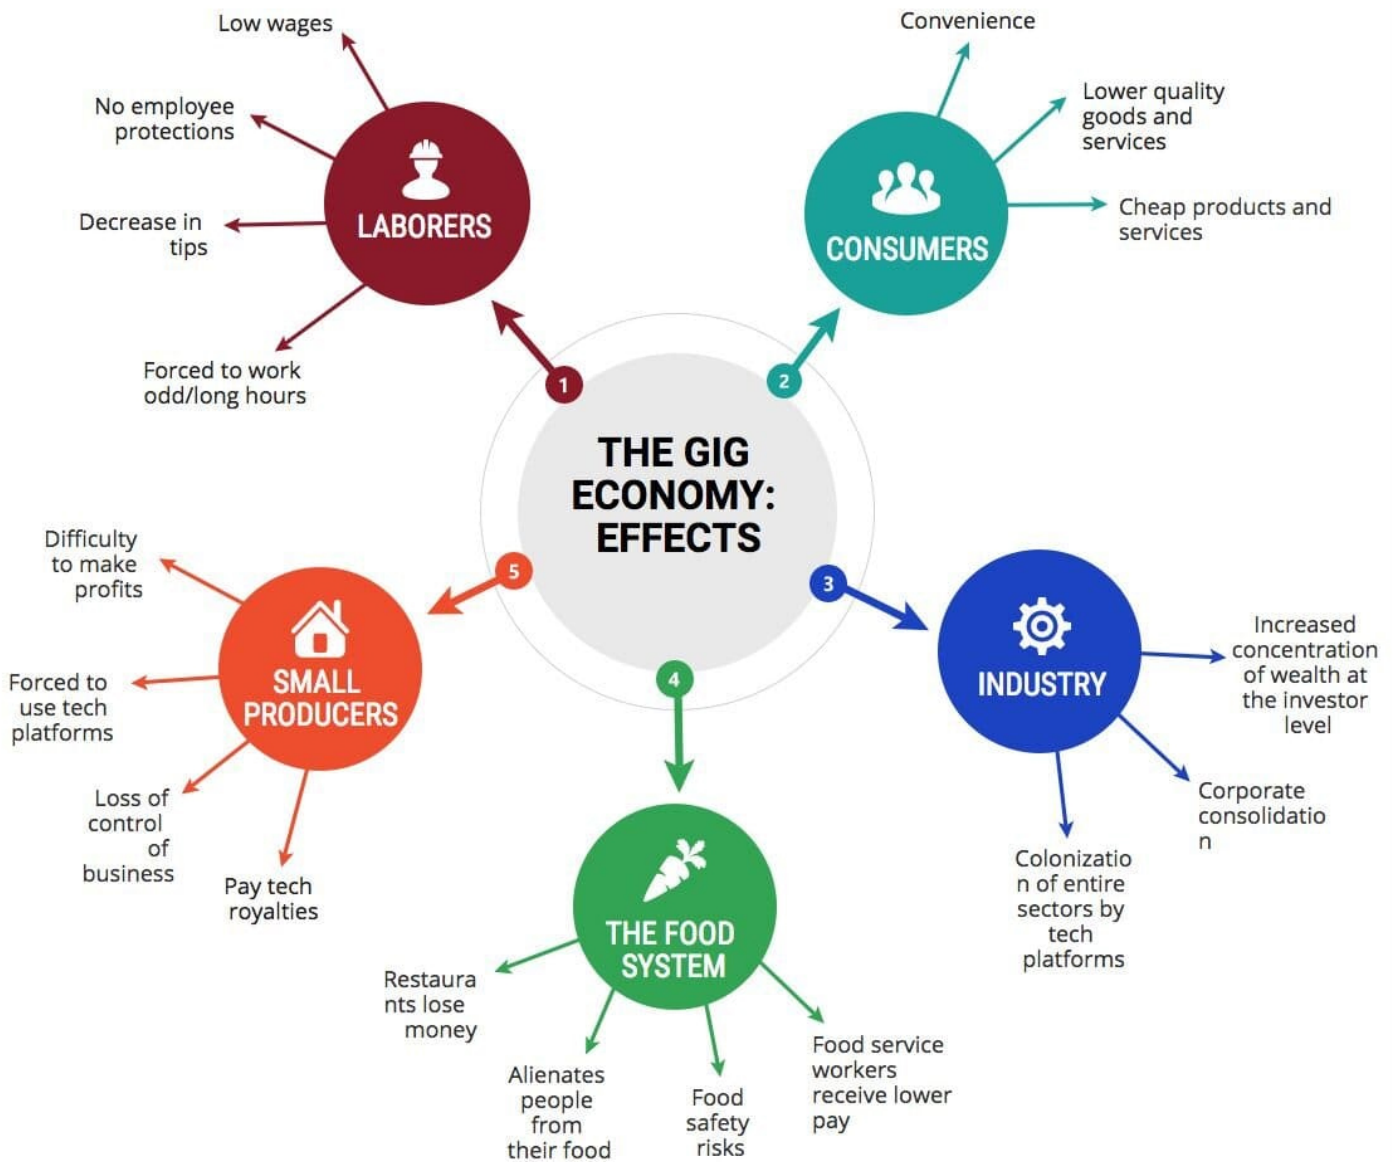 THE GIG
ECONOMY:
EFFECTS
1
LABORERS
Low wages
No employee
protections
Decrease in
tips
Forced to work
odd/long hours
2
CONSUMERS
Convenience
Lower quality
goods and
services
Cheap products and
services
3
INDUSTRY
Increased
concentration
of wealth at
the investor
level
Corporate
consolidatio
n
Colonizatio
n of entire
sectors by
tech
platforms
4
THE FOOD
SYSTEM
Food service
workers
receive lower
pay
Food
safety
risks
Alienates
people
from
their food
Restaura
nts lose
money
5
SMALL
PRODUCERS
Difficulty
to make
profits
Forced to
use tech
platforms
Loss of
control
of
business
Pay tech
royalties